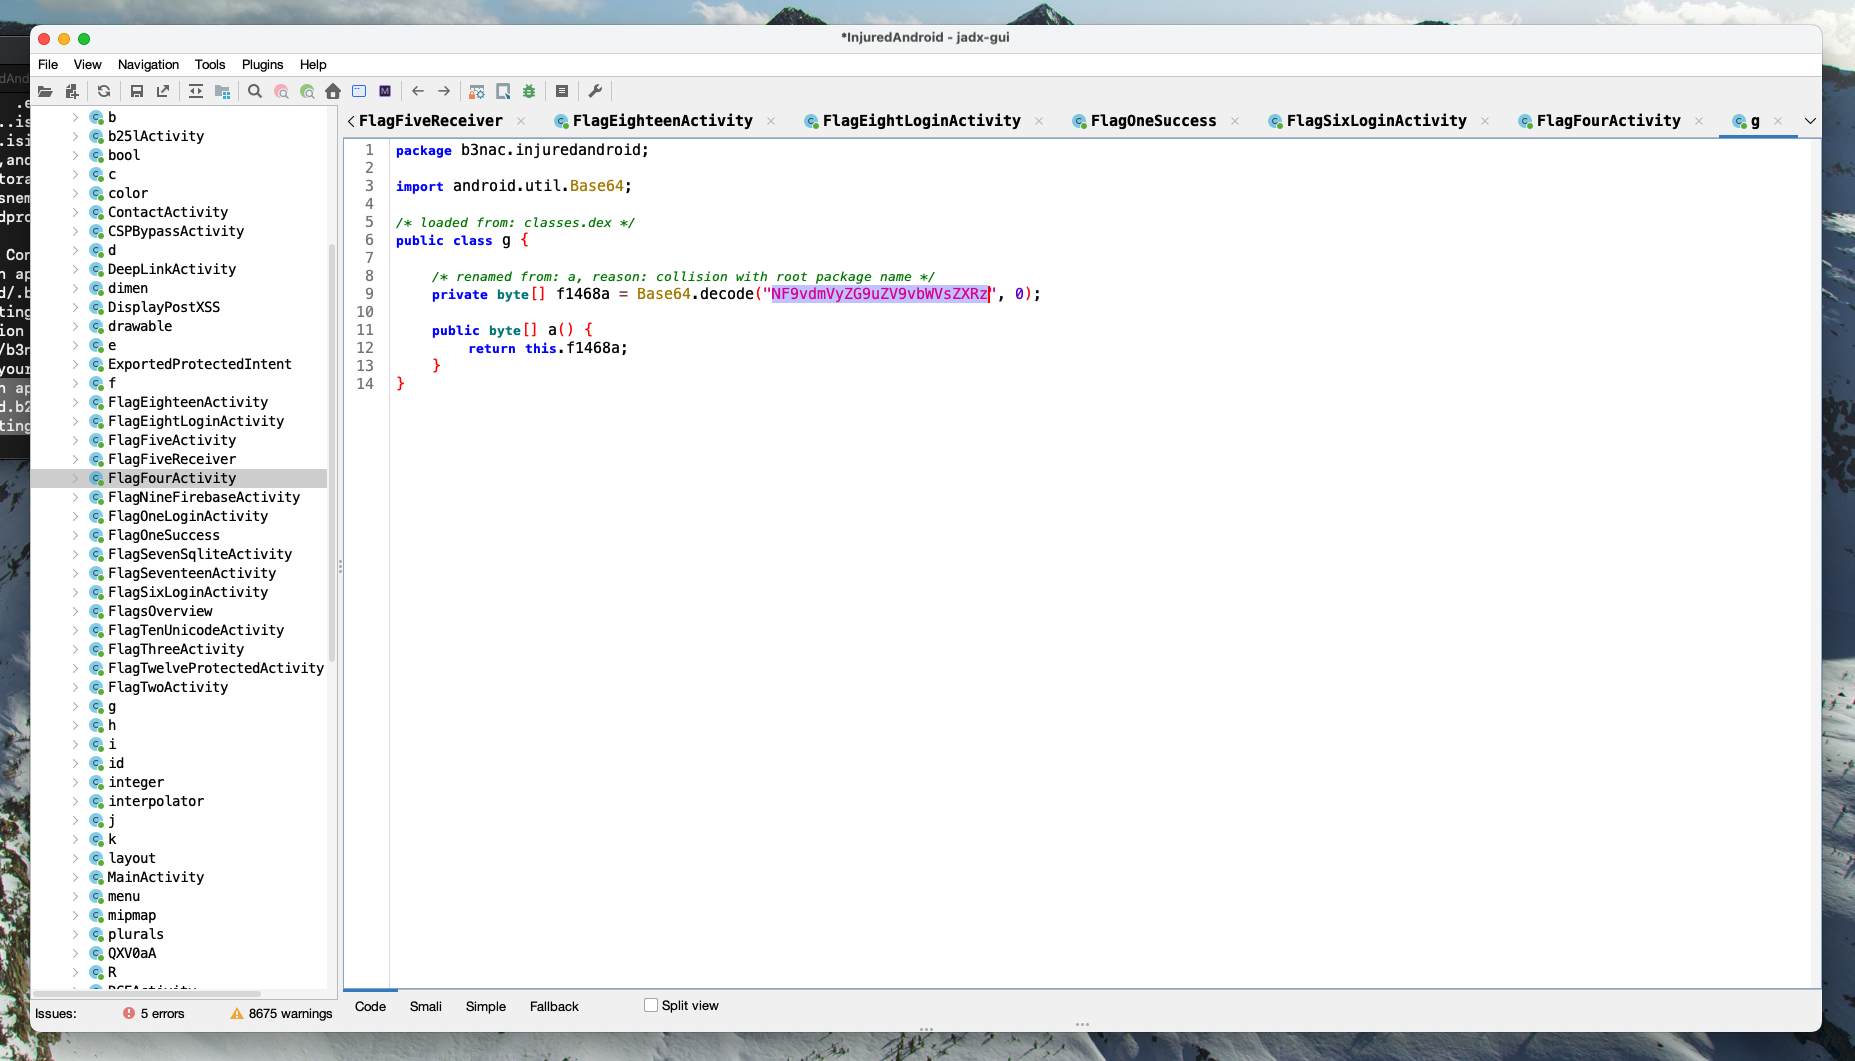 *InjuredAndroid - jadx-gui
File View Navigation Tools Plugins Help
b
b25lActivity
bool
c
color
ContactActivity
CSPBypassActivity
d
DeepLinkActivity
dimen
DisplayPostXSS
drawable
e
ExportedProtectedIntent
f
FlagEighteenActivity
FlagEightLoginActivity
FlagFiveActivity
FlagFiveReceiver
FlagFourActivity
FlagNineFirebaseActivity
FlagOneLoginActivity
FlagOneSuccess
FlagSevenSqliteActivity
FlagSeventeenActivity
FlagSixLoginActivity
FlagsOverview
FlagTenUnicodeActivity
FlagThreeActivity
FlagTwelveProtectedActivity
FlagTwoActivity
g
h
i
id
integer
interpolator
j
k
layout
MainActivity
menu
mipmap
plurals
QXV0aA
R
FlagFiveReceiver FlagEighteenActivity FlagEightLoginActivity FlagOneSuccess FlagSixLoginActivity FlagFourActivity g
1 package b3nac.injuredandroid;
2
3 import android.util.Base64;
4
5 /* loaded from: classes.dex */
6 public class g {
7
8 /* renamed from: a, reason: collision with root package name */
9 private byte[] f1468a = Base64.decode("NF9vdmVyZG9uZV9vbWVsZXRz", 0);
10
11 public byte[] a() {
12 return this.f1468a;
13 }
14 }
Code Smali Simple Fallback Split view
Issues: 5 errors 8675 warnings